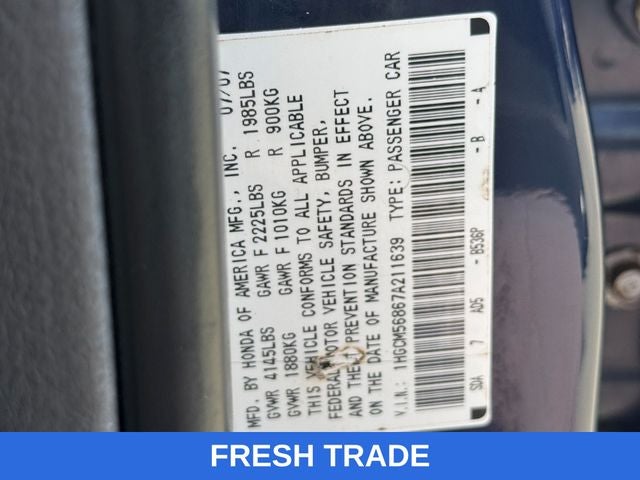 MFD. BY HONDA OF AMERICA MFG., INC. 07/07
GVWR 4145LBS GAWR F 2225LBS R 1985LBS
GVWR 1880KG GAWR F 1010KG R 900KG
THIS VEHICLE CONFORMS TO ALL APPLICABLE
FEDERAL MOTOR VEHICLE SAFETY, BUMPER,
AND THEFT PREVENTION STANDARDS IN EFFECT
ON THE DATE OF MANUFACTURE SHOWN ABOVE.
V.I.N.: 1HGCM56867A211639 TYPE: PASSENGER CAR
SDA 7 AD5 - B536P - B - A
FRESH TRADE